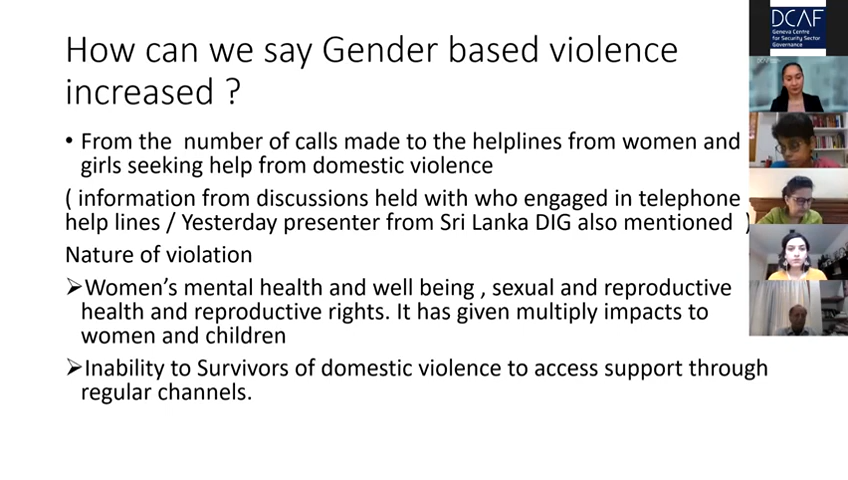 How can we say Gender based violence
increased ?
• From the number of calls made to the helplines from women and
girls seeking help from domestic violence
( information from discussions held with who engaged in telephone
help lines / Yesterday presenter from Sri Lanka DIG also mentioned )
Nature of violation
➢Women's mental health and well being , sexual and reproductive
health and reproductive rights. It has given multiply impacts to
women and children
➢Inability to Survivors of domestic violence to access support through
regular channels.
DCAF
Geneva Centre
for Security Sector
Governance